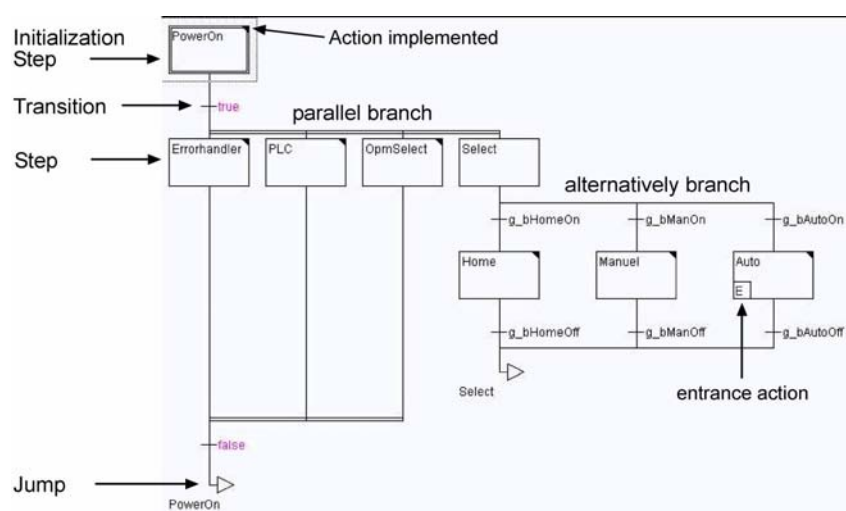 Initialization
Step
PowerOn
Action implemented
Transition
true
parallel branch
Step
Errorhandler
PLC
OpmSelect
Select
alternatively branch
g_bHomeOn
g_bManOn
g_bAutoOn
Home
Manuel
Auto
E
g_bHomeOff
g_bManOff
g_bAutoOff
Select
entrance action
false
Jump
PowerOn